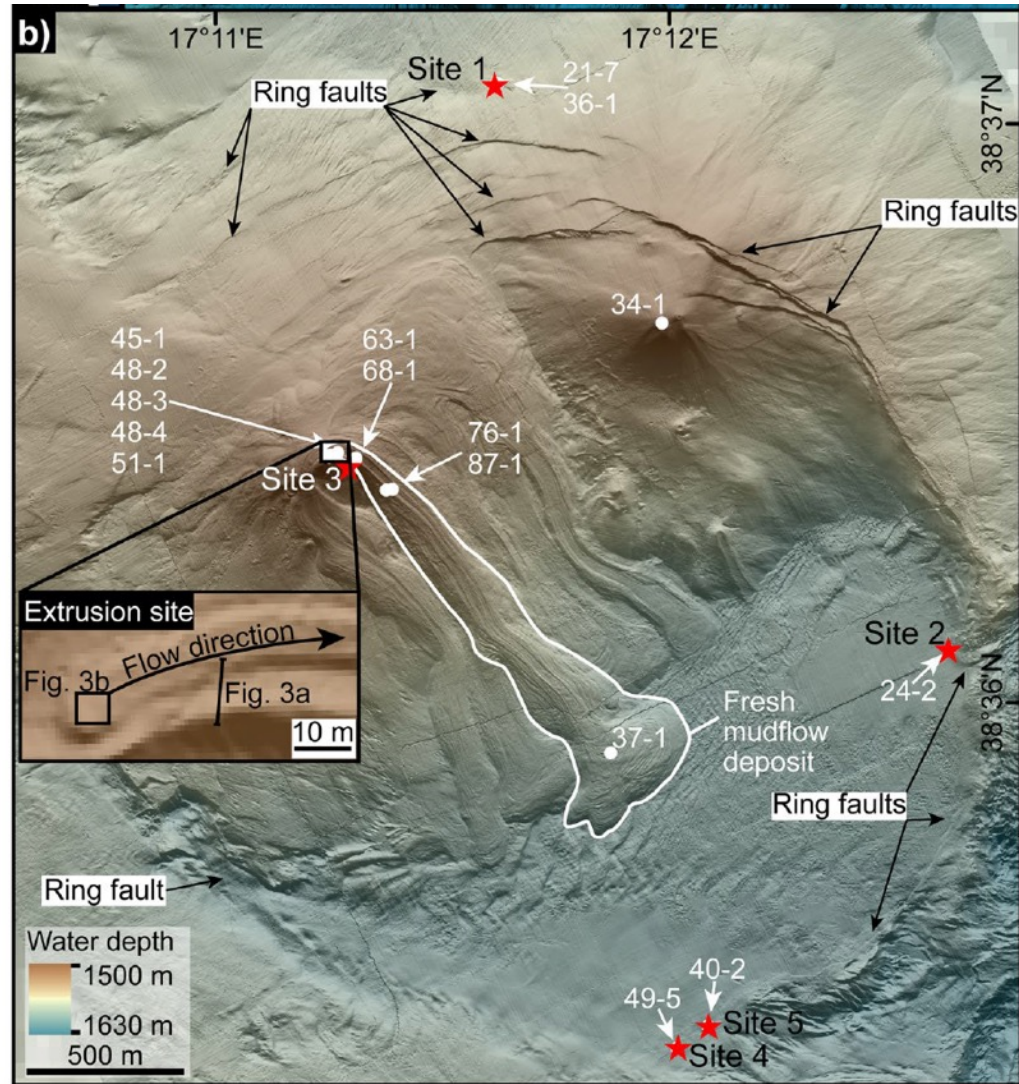 b)
17°11'E
17°12'E
Site 1
21-7
36-1
Ring faults
38°37'N
Ring faults
34-1
45-1
48-2
48-3
48-4
51-1
63-1
68-1
76-1
87-1
Site 3
Extrusion site
Flow direction
Fig. 3b
Fig. 3a
10 m
Site 2
24-2
38°36'N
Fresh
mudflow
deposit
37-1
Ring faults
Ring fault
Water depth
1500 m
1630 m
500 m
40-2
49-5
Site 5
Site 4